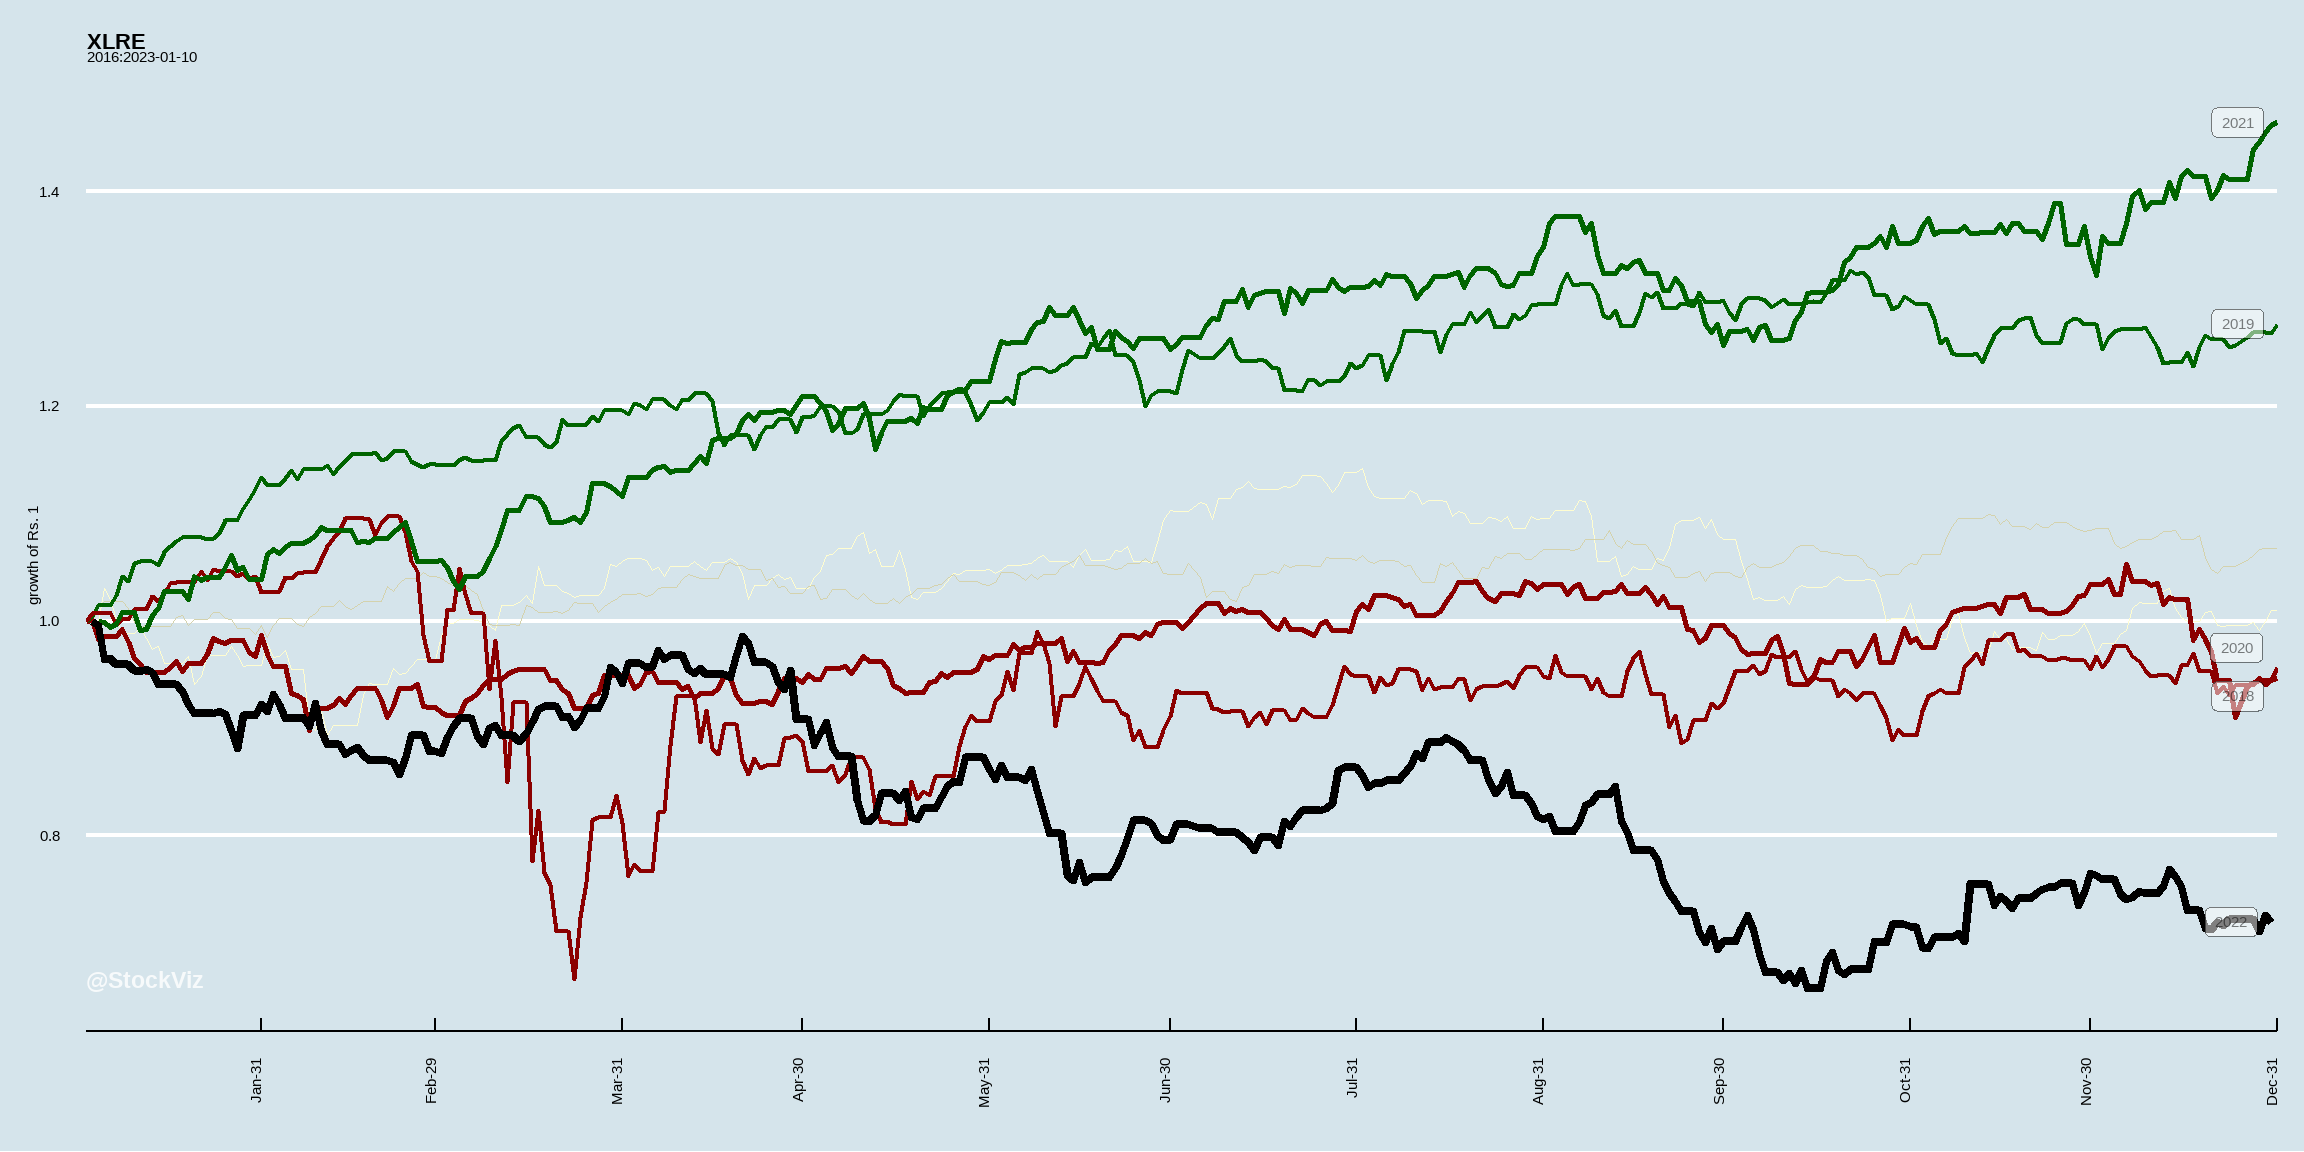 XLRE
2016:2023-01-10
2021
1.4
2019
1.2
growth of Rs. 1
1.0
2020
2018
0.8
2022
@StockViz
Jan-31
Feb-29
Mar-31
Apr-30
May-31
Jun-30
Jul-31
Aug-31
Sep-30
Oct-31
Nov-30
Dec-31